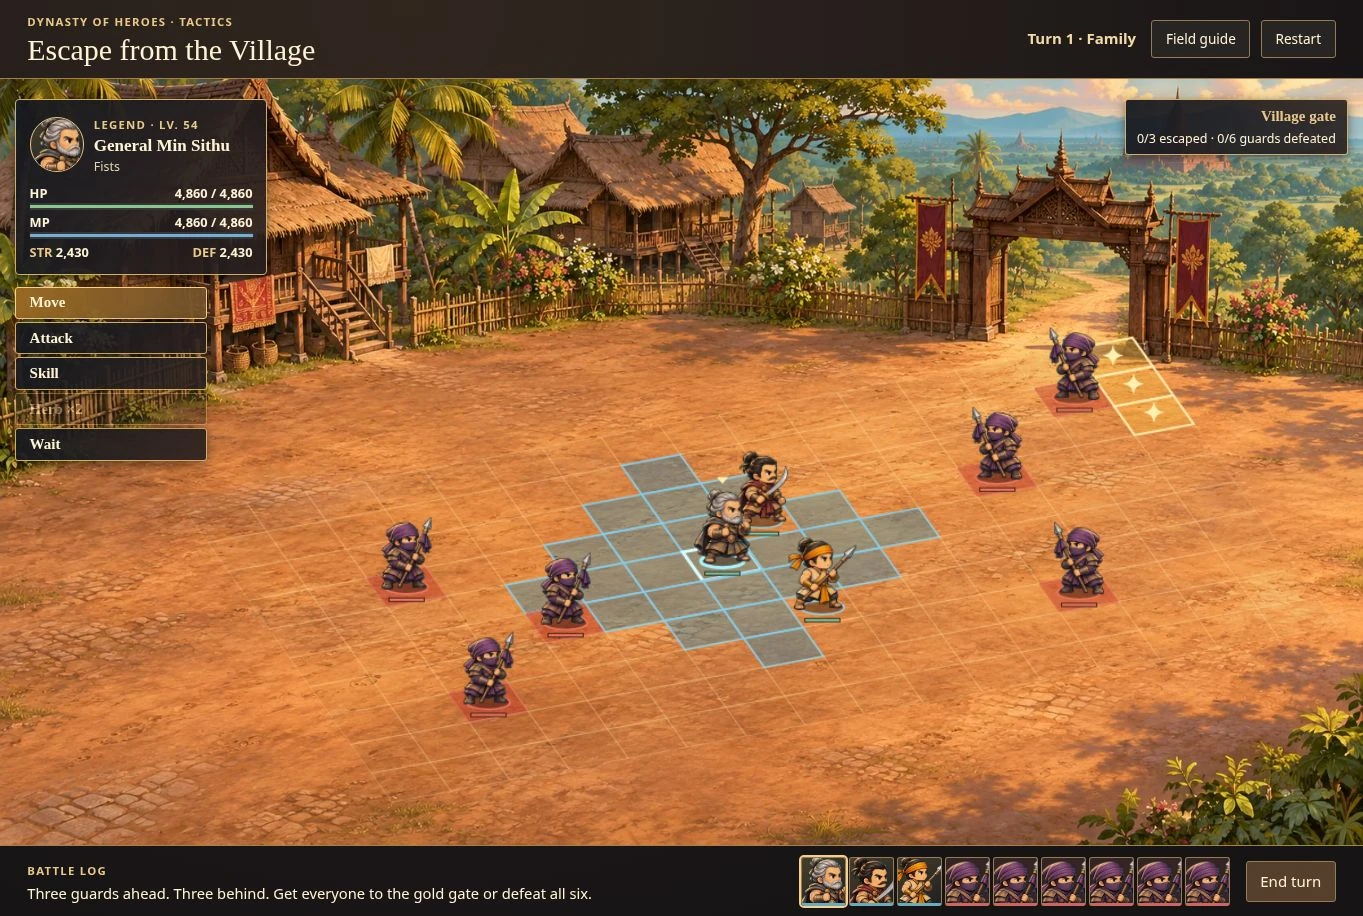 DYNASTY OF HEROES · TACTICS
Escape from the Village
Turn 1 · Family
Field guide
Restart
LEGEND · LV. 54
General Min Sithu
Fists
HP 4,860 / 4,860
MP 4,860 / 4,860
STR 2,430 DEF 2,430
Village gate
0/3 escaped · 0/6 guards defeated
Move
Attack
Skill
Herb ×2
Wait
BATTLE LOG
Three guards ahead. Three behind. Get everyone to the gold gate or defeat all six.
End turn